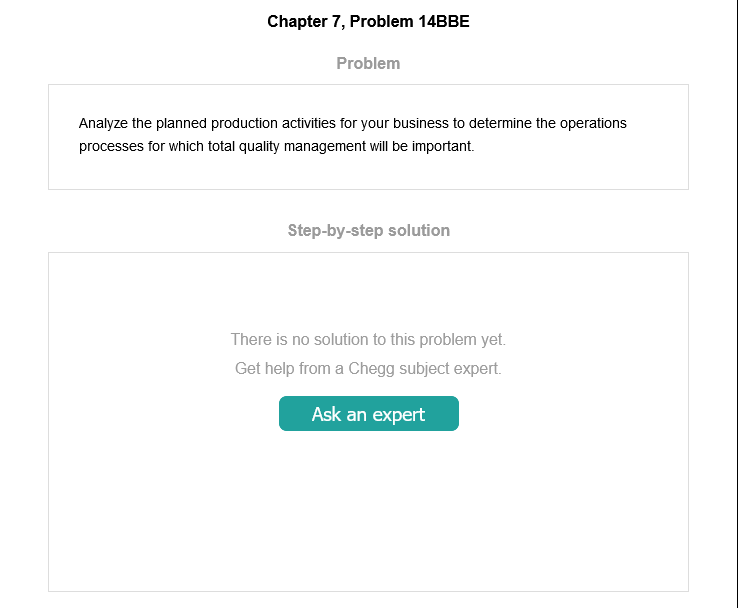 Chapter 7, Problem 14BBE
Problem
Analyze the planned production activities for your business to determine the operations
processes for which total quality management will be important.
Step-by-step solution
There is no solution to this problem yet.
Get help from a Chegg subject expert.
Ask an expert